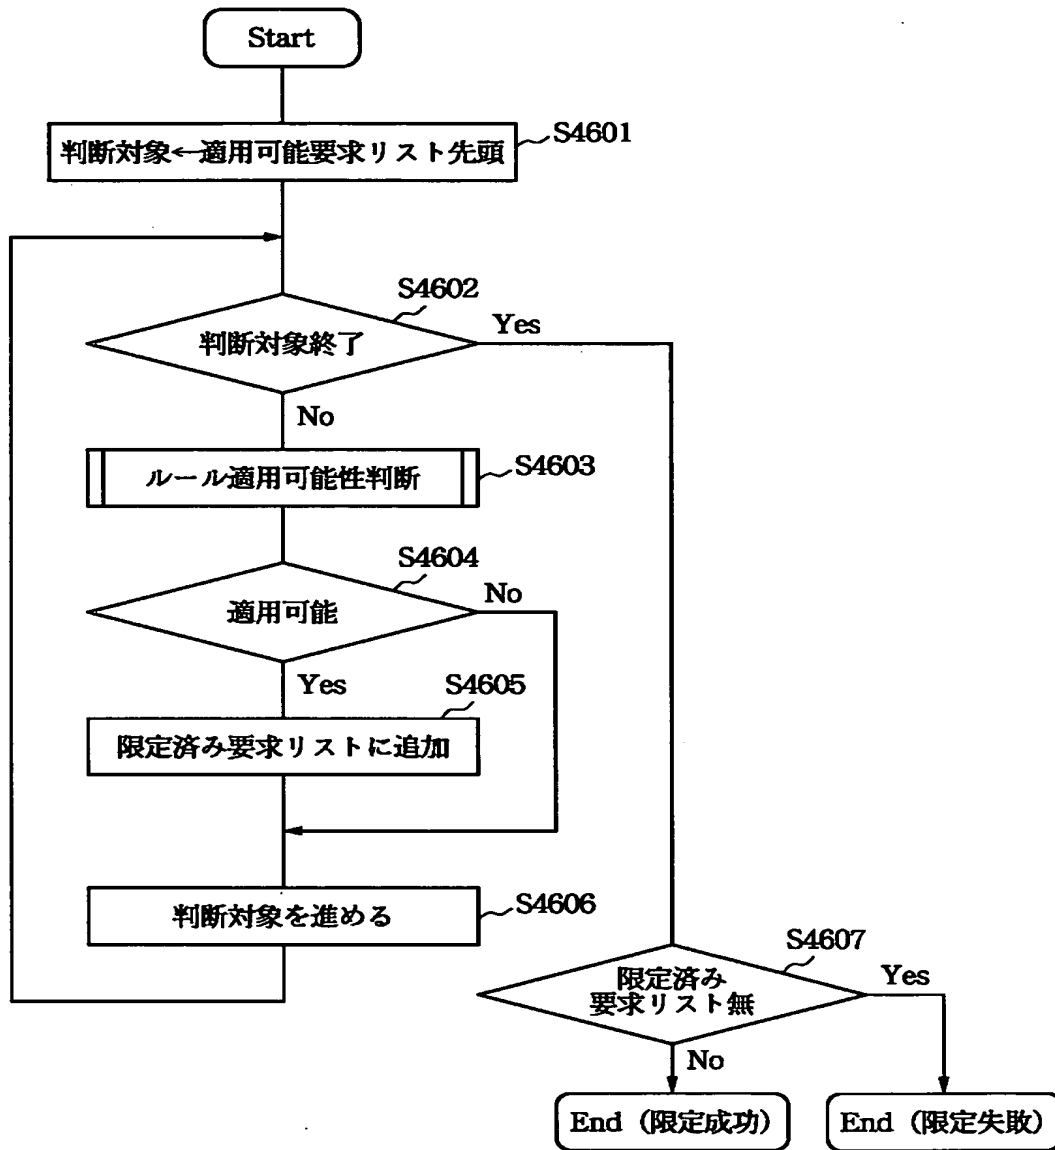 Start
判断対象←適用可能要求リスト先頭
S4601
S4602
判断対象終了
Yes
No
ルール適用可能性判断
S4603
S4604
適用可能
No
Yes
S4605
限定済み要求リストに追加
判断対象を進める
S4606
S4607
限定済み
要求リスト無
Yes
No
End (限定成功)
End (限定失敗)